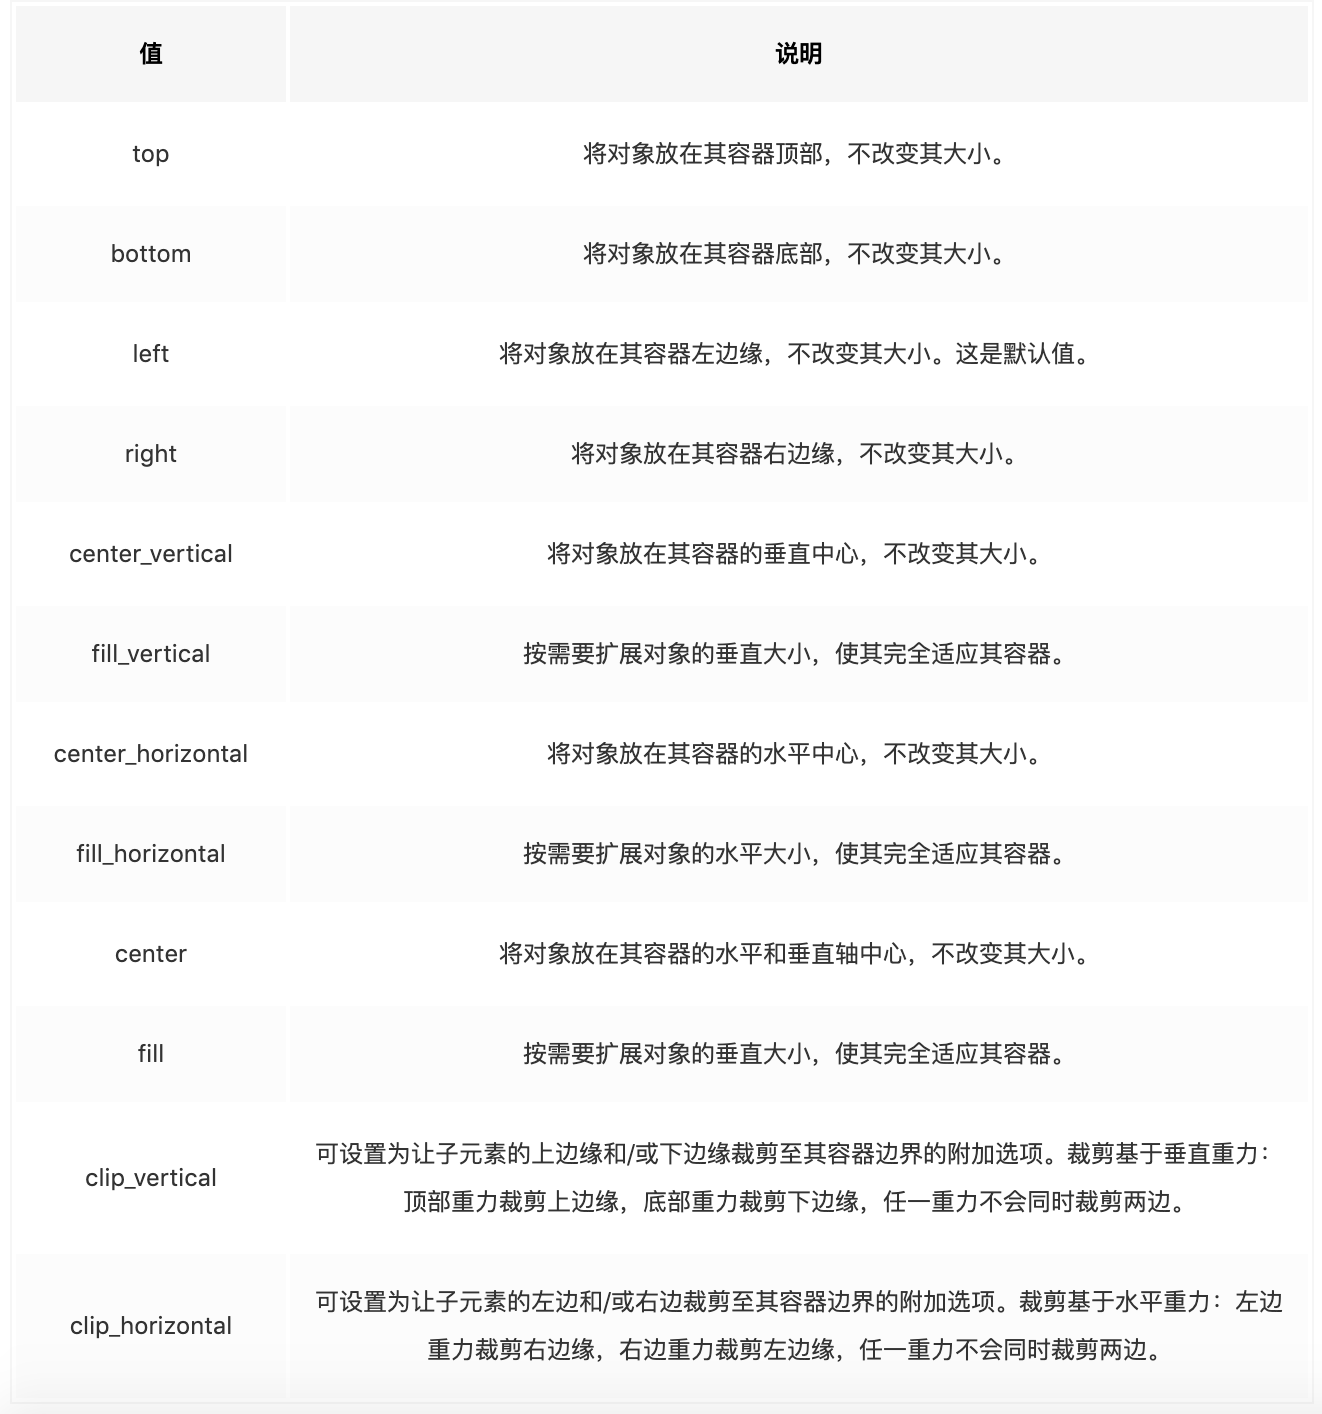 值 说明
top 将对象放在其容器顶部，不改变其大小。
bottom 将对象放在其容器底部，不改变其大小。
left 将对象放在其容器左边缘，不改变其大小。这是默认值。
right 将对象放在其容器右边缘，不改变其大小。
center_vertical 将对象放在其容器的垂直中心，不改变其大小。
fill_vertical 按需要扩展对象的垂直大小，使其完全适应其容器。
center_horizontal 将对象放在其容器的水平中心，不改变其大小。
fill_horizontal 按需要扩展对象的水平大小，使其完全适应其容器。
center 将对象放在其容器的水平和垂直轴中心，不改变其大小。
fill 按需要扩展对象的垂直大小，使其完全适应其容器。
clip_vertical 可设置为让子元素的上边缘和/或下边缘裁剪至其容器边界的附加选项。裁剪基于垂直重力：
顶部重力裁剪上边缘，底部重力裁剪下边缘，任一重力不会同时裁剪两边。
clip_horizontal 可设置为让子元素的左边和/或右边裁剪至其容器边界的附加选项。裁剪基于水平重力：左边
重力裁剪右边缘，右边重力裁剪左边缘，任一重力不会同时裁剪两边。